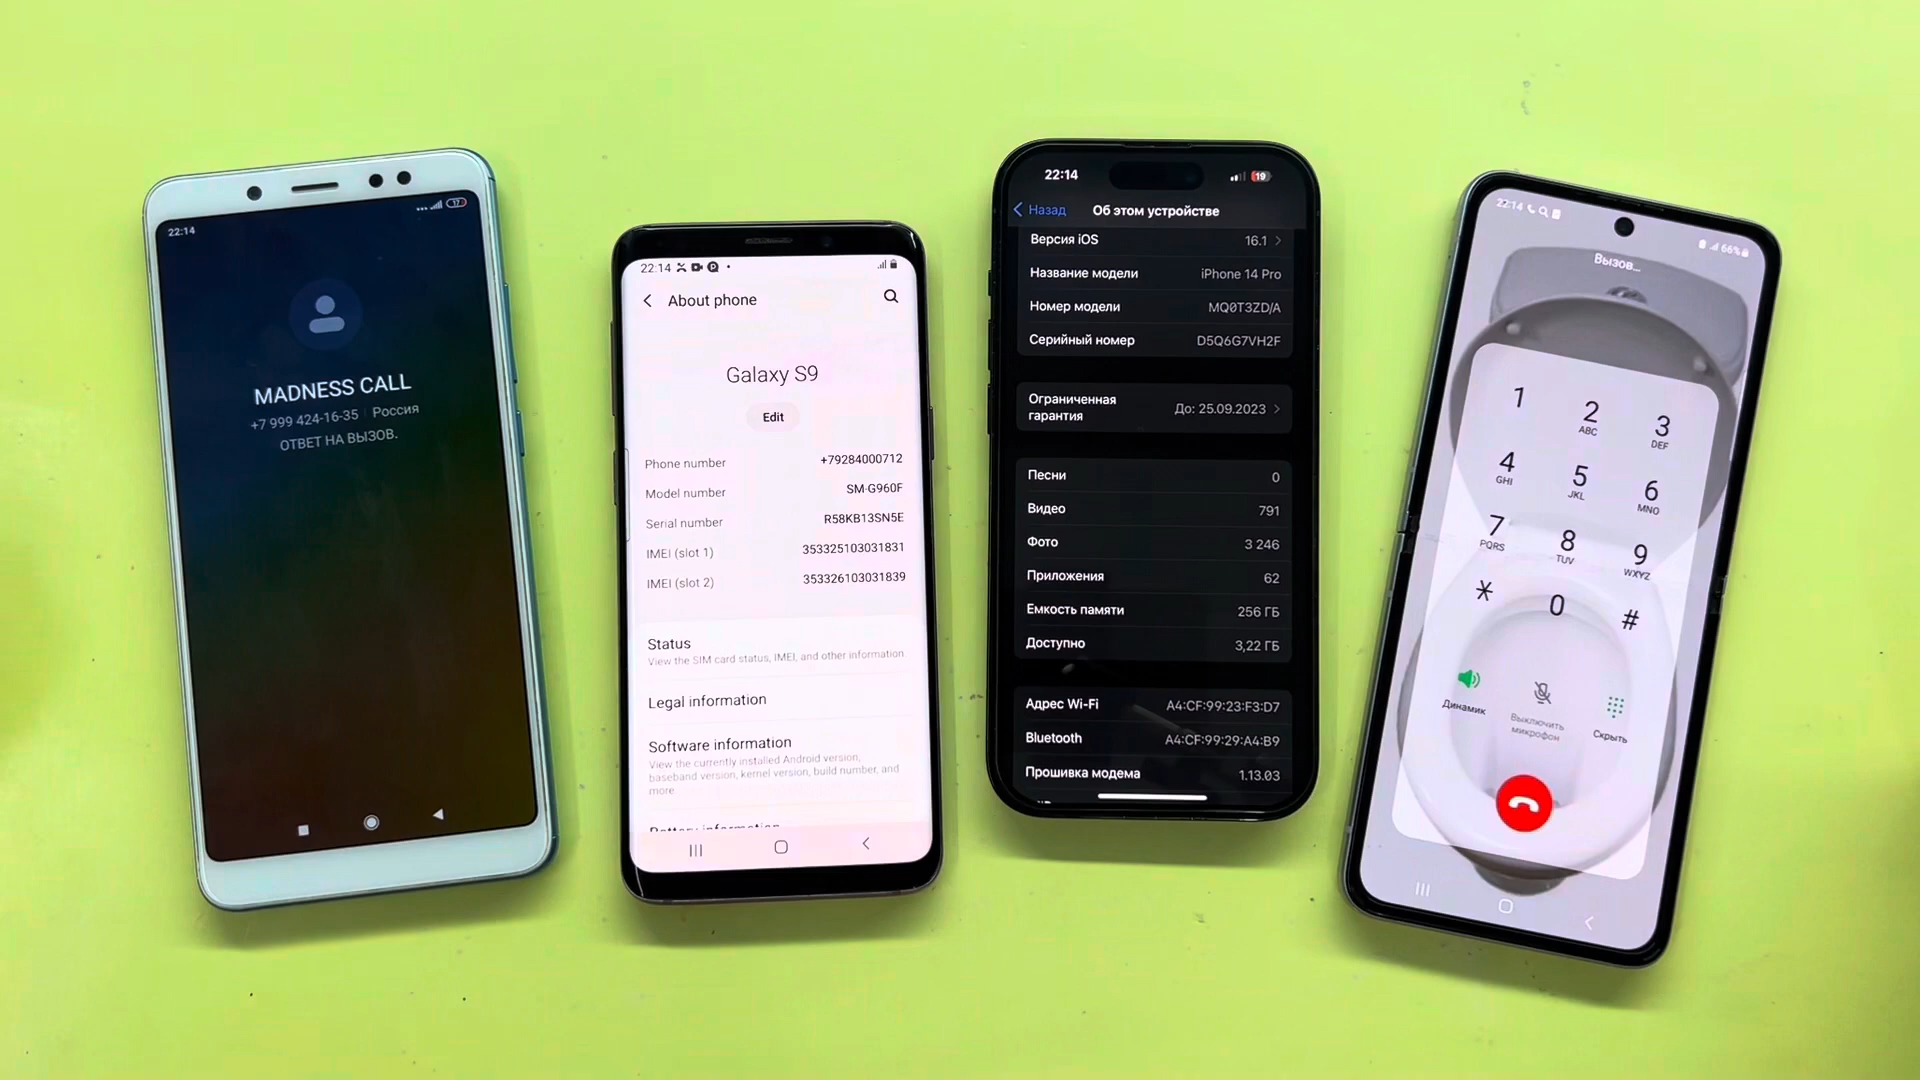 22:14
17
MADNESS CALL
+7 999 424-16-35 Россия
ОТВЕТ НА ВЫЗОВ.
22:14
About phone
Galaxy S9
Edit
Phone number +79284000712
Model number SM-G960F
Serial number R58KB13SN5E
IMEI (slot 1) 353325103031831
IMEI (slot 2) 353326103031839
Status
View the SIM card status, IMEI, and other information
Legal information
Software information
View the currently installed Android version,
baseband version, kernel version, build number, and
more
Battery information
22:14 19
Назад Об этом устройстве
Версия iOS 16.1
Название модели iPhone 14 Pro
Номер модели MQ0T3ZD/A
Серийный номер D5Q6G7VH2F
Ограниченная
гарантия До: 25.09.2023
Песни 0
Видео 791
Фото 3 246
Приложения 62
Емкость памяти 256 ГБ
Доступно 3,22 ГБ
Адрес Wi-Fi A4:CF:99:23:F3:D7
Bluetooth A4:CF:99:29:A4:B9
Прошивка модема 1.13.03
22:14 66%
Вызов...
1 2 3
ABC DEF
4 5 6
GHI JKL MNO
7 8 9
PQRS TUV WXYZ
* 0 #
Динамик Выключить Скрыть
микрофон